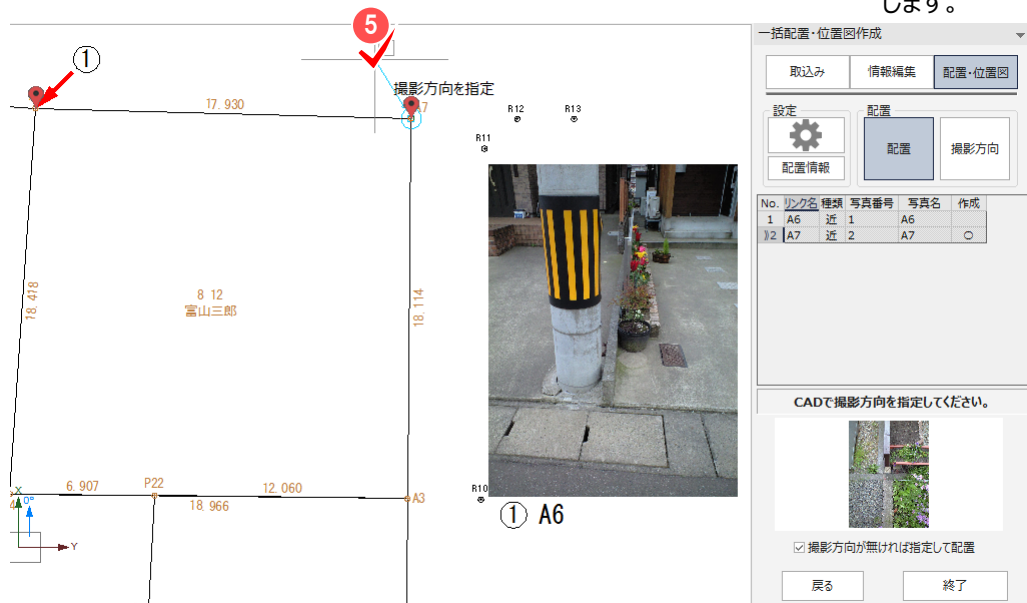 します。
5
①
撮影方向を指定
17.930
A7
R12
R13
R11
18.418
8 12
富山三郎
18.114
6.907
P22
12.060
18.966
A3
R10
4
X
0°
Y
① A6
一括配置・位置図作成
取込み
情報編集
配置・位置図
設定
配置情報
配置
配置
撮影方向
No. リンク名 種類 写真番号 写真名 作成
1 A6 近 1 A6
2 A7 近 2 A7 ○
CADで撮影方向を指定してください。
撮影方向が無ければ指定して配置
戻る
終了